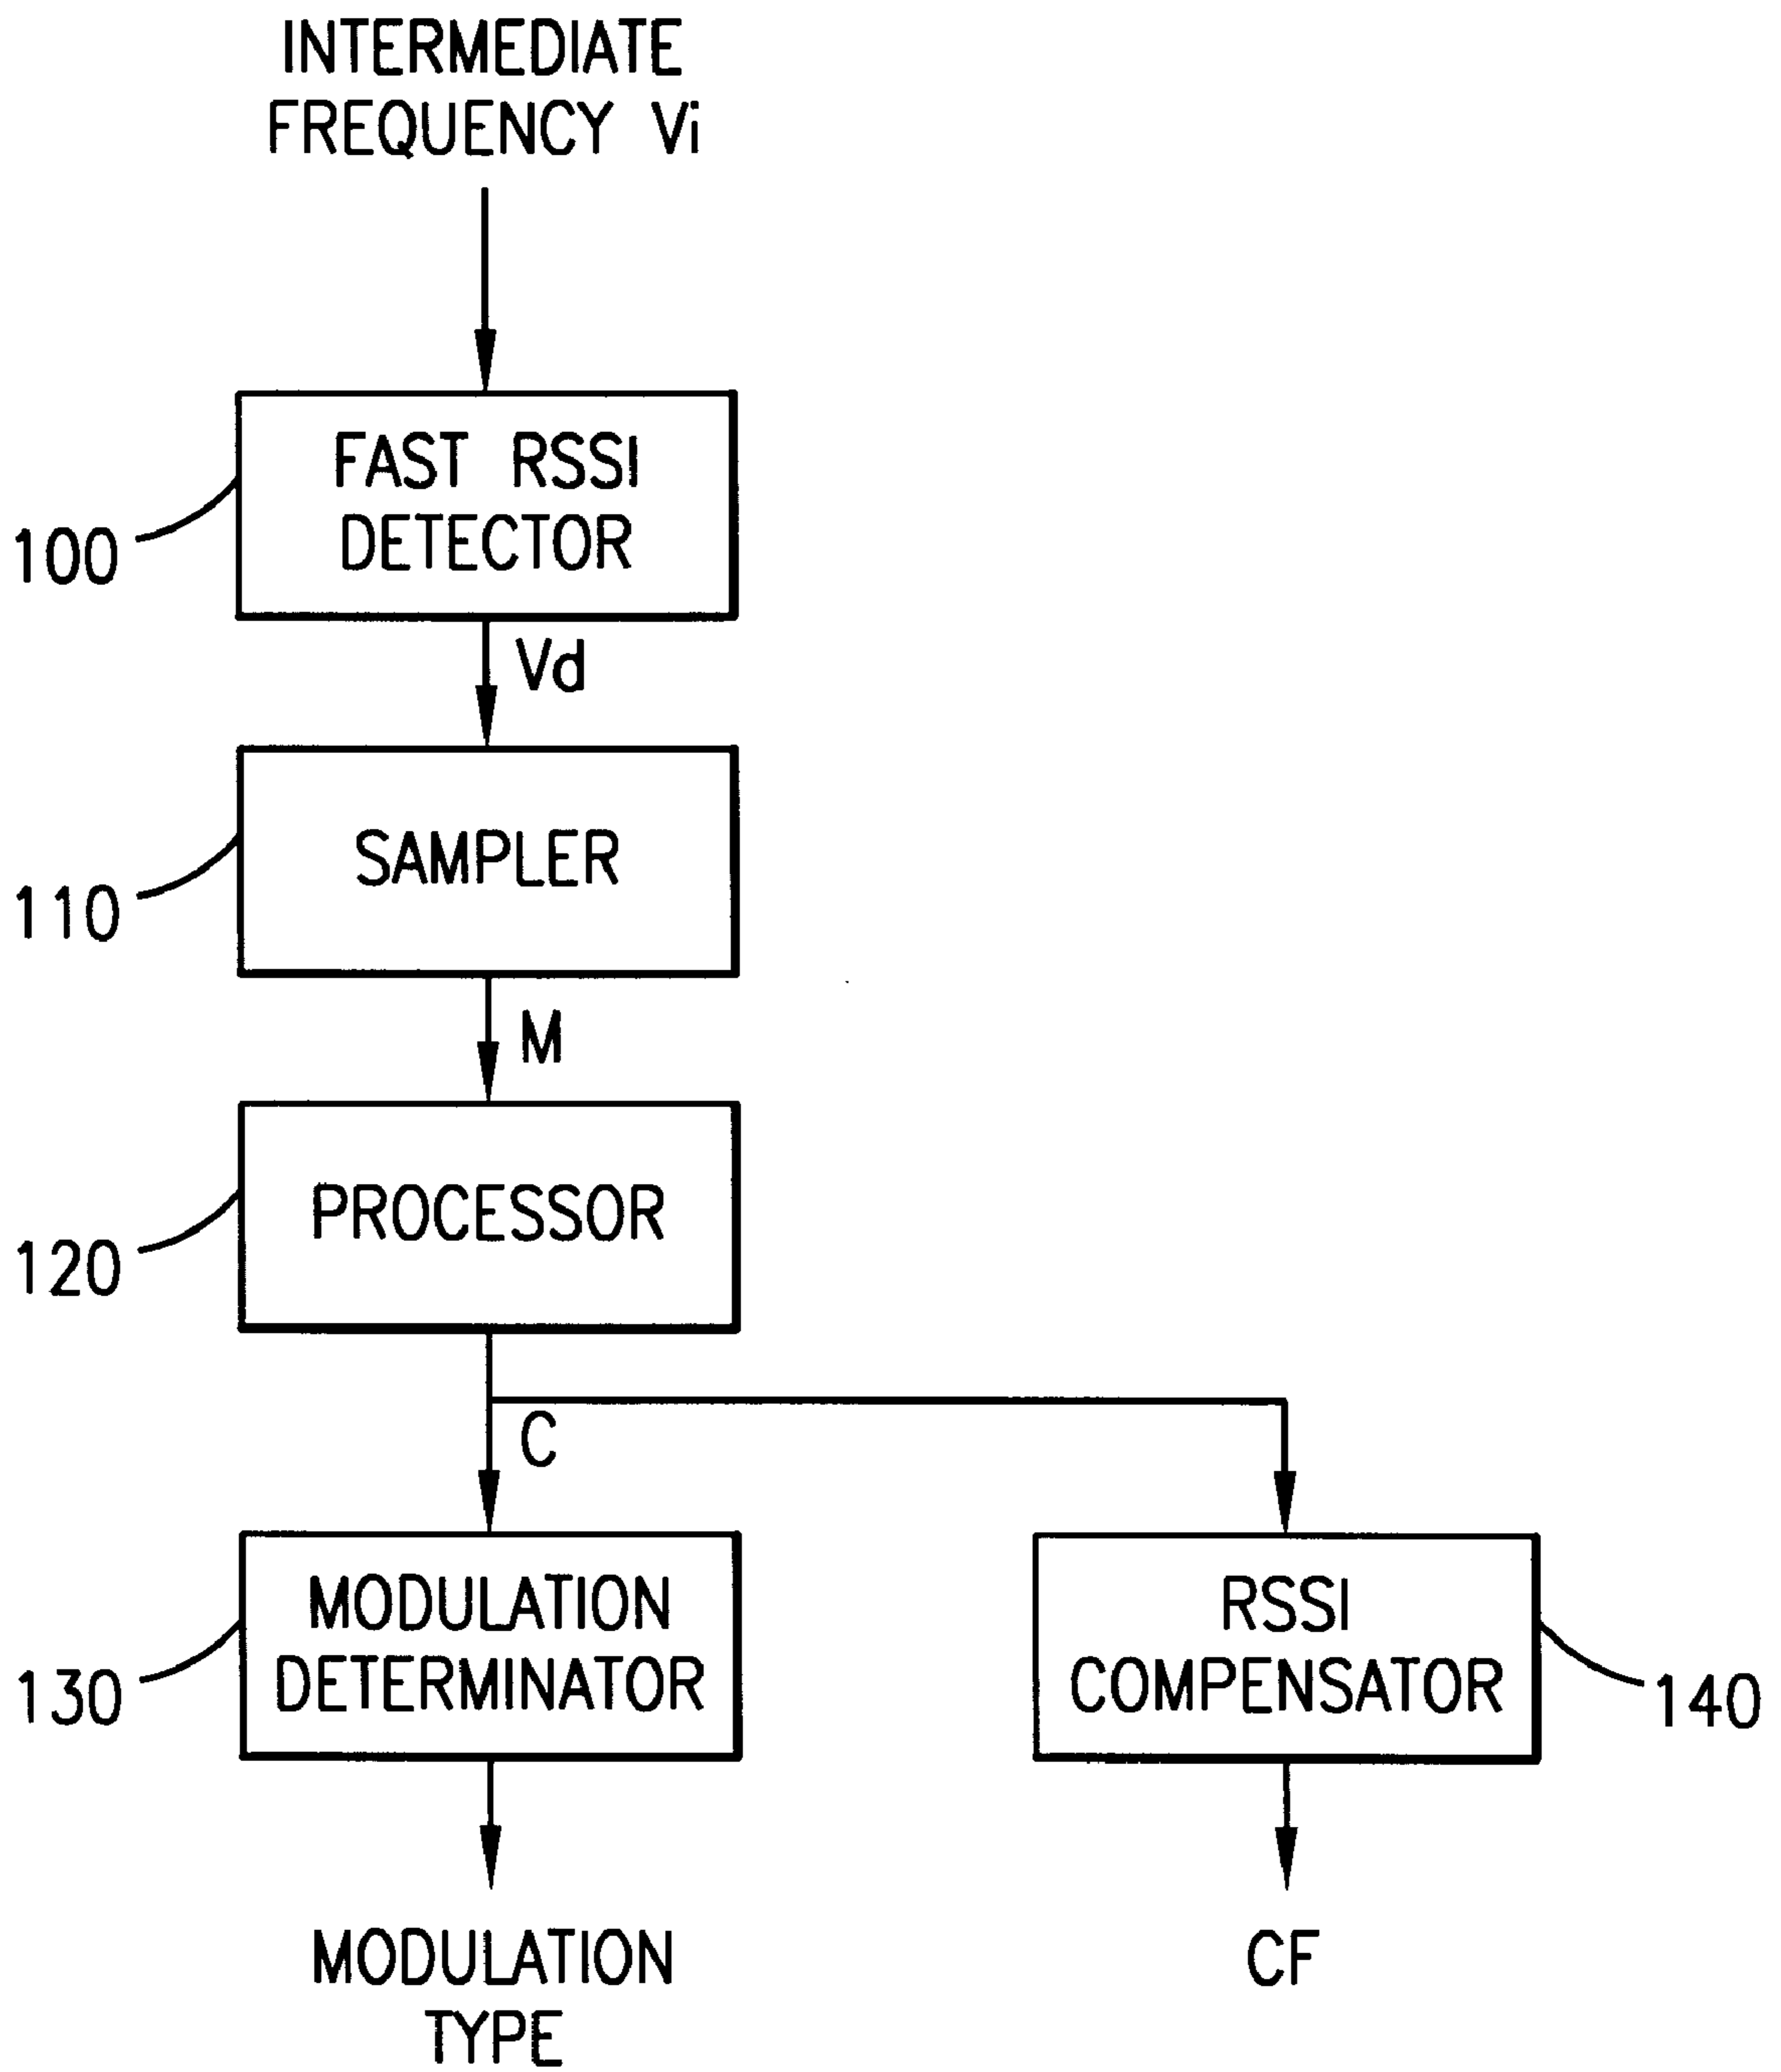 INTERMEDIATE
FREQUENCY Vi
FAST RSSI
DETECTOR
100
Vd
SAMPLER
110
M
PROCESSOR
120
C
MODULATION
DETERMINATOR
130
RSSI
COMPENSATOR
140
MODULATION
TYPE
CF